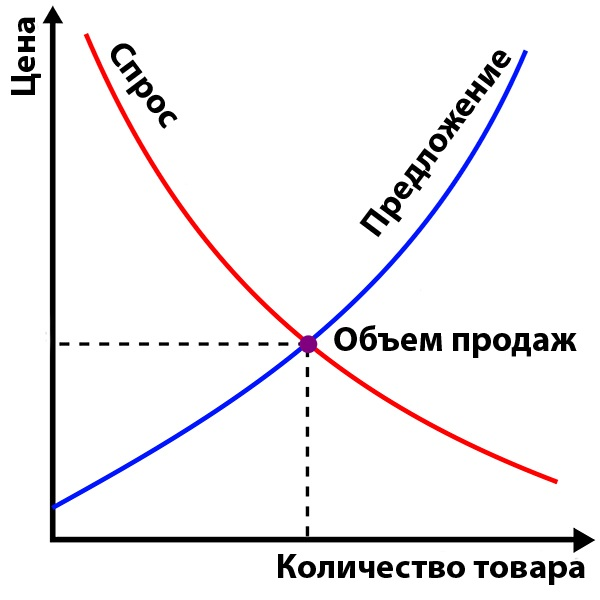 Цена
Спрос
Предложение
Объем продаж
Количество товара